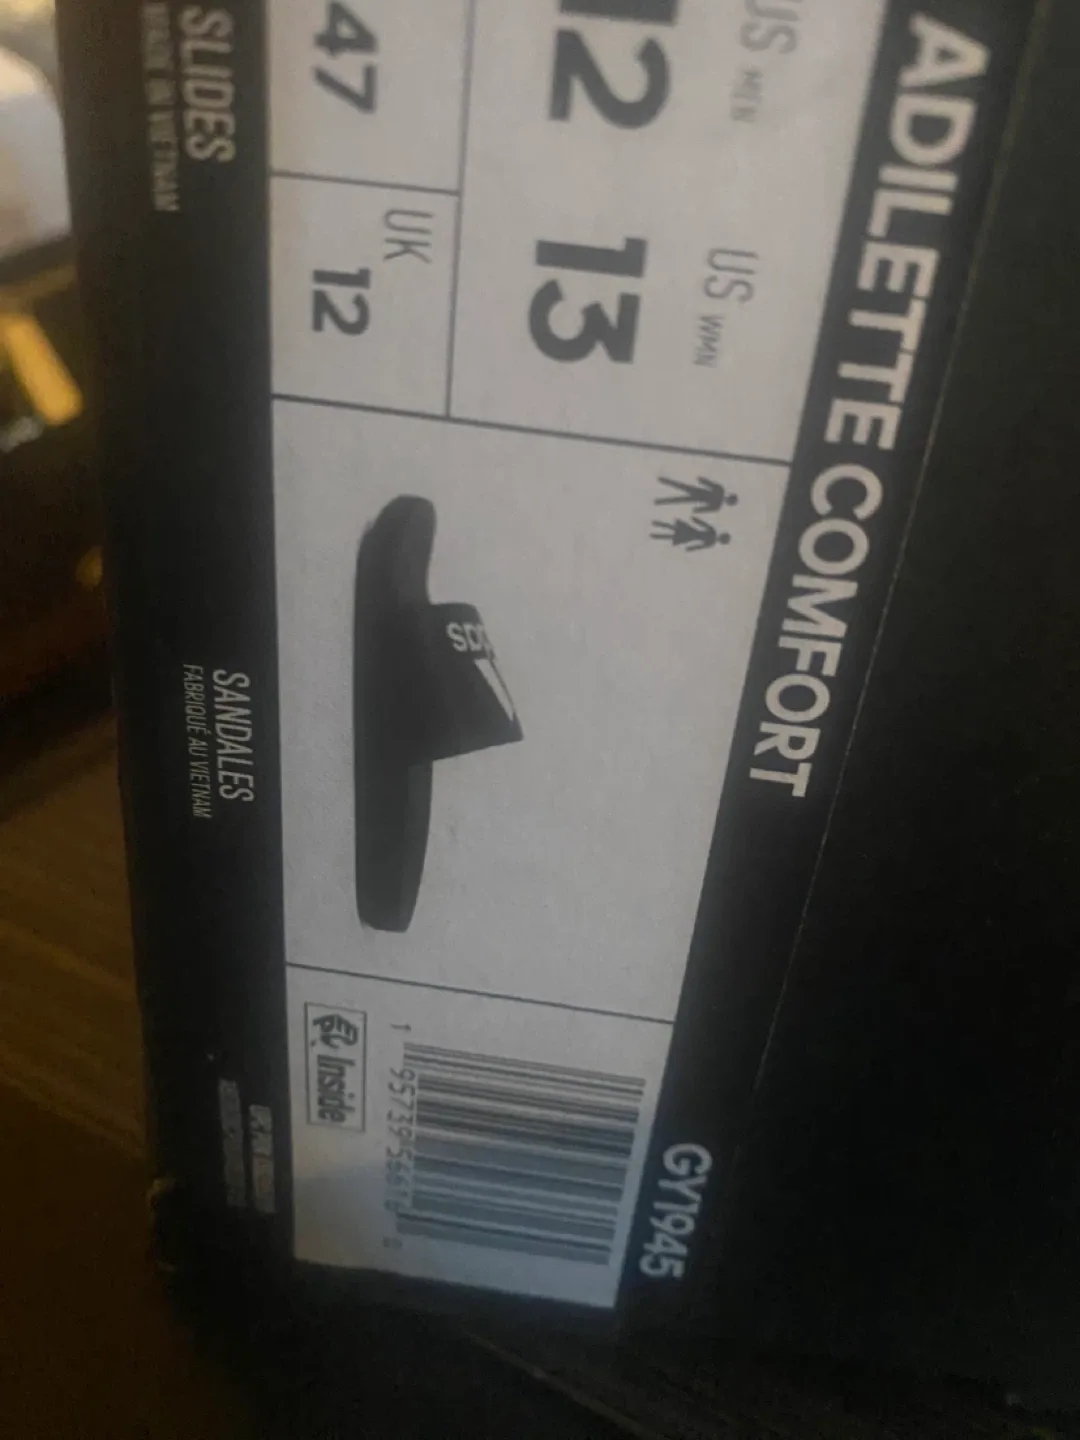 ADILETTE COMFORT
US MEN
12
US WMN
13
47
UK
12
das
GY1945
Inside
SLIDES
MADE IN VIETNAM
SANDALES
FABRIQUÉ AU VIETNAM